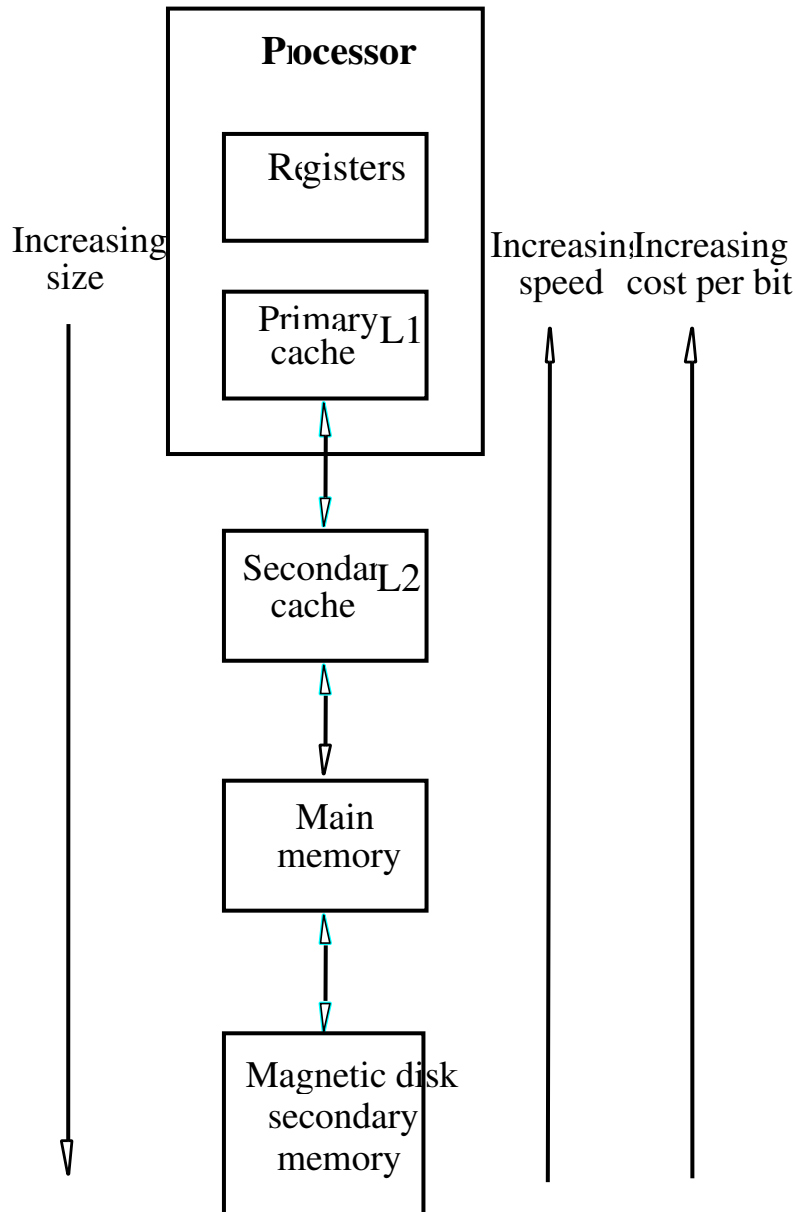 Processor
Registers
Increasing
size
Increasing
speed
Increasing
cost per bit
Primary
cache
L1
Secondar
cache
L2
Main
memory
Magnetic disk
secondary
memory